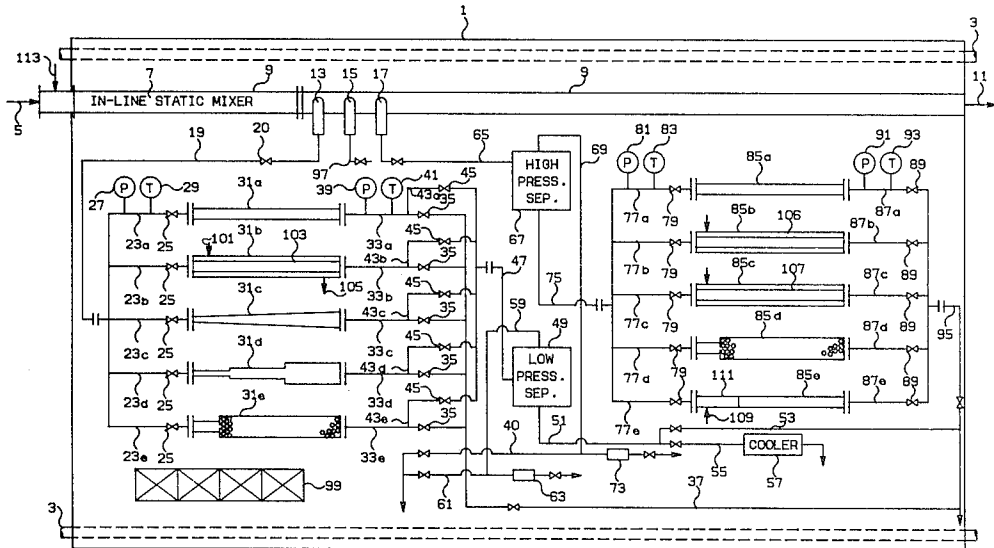 1
3
113
7
9
13
15
17
9
11
5
IN-LINE STATIC MIXER
19
20
97
65
69
81
83
85a
91
93
89
27
P
T
29
31a
39
P
T
41
43a
45
35
HIGH
PRESS.
SEP.
67
P
T
P
T
23a
25
33a
77a
79
87a
101
31b
103
45
43b
35
85b
106
87b
23b
25
105
33b
47
77b
79
85c
89
31c
45
43c
35
59
75
107
87c
23c
25
33c
49
77c
79
85d
89
95
31d
45
43d
35
LOW
PRESS.
SEP.
87d
23d
25
33d
77d
79
111
85e
89
31e
45
43e
35
51
109
53
87e
77e
23e
25
33e
40
COOLER
99
61
63
73
55
57
37
3